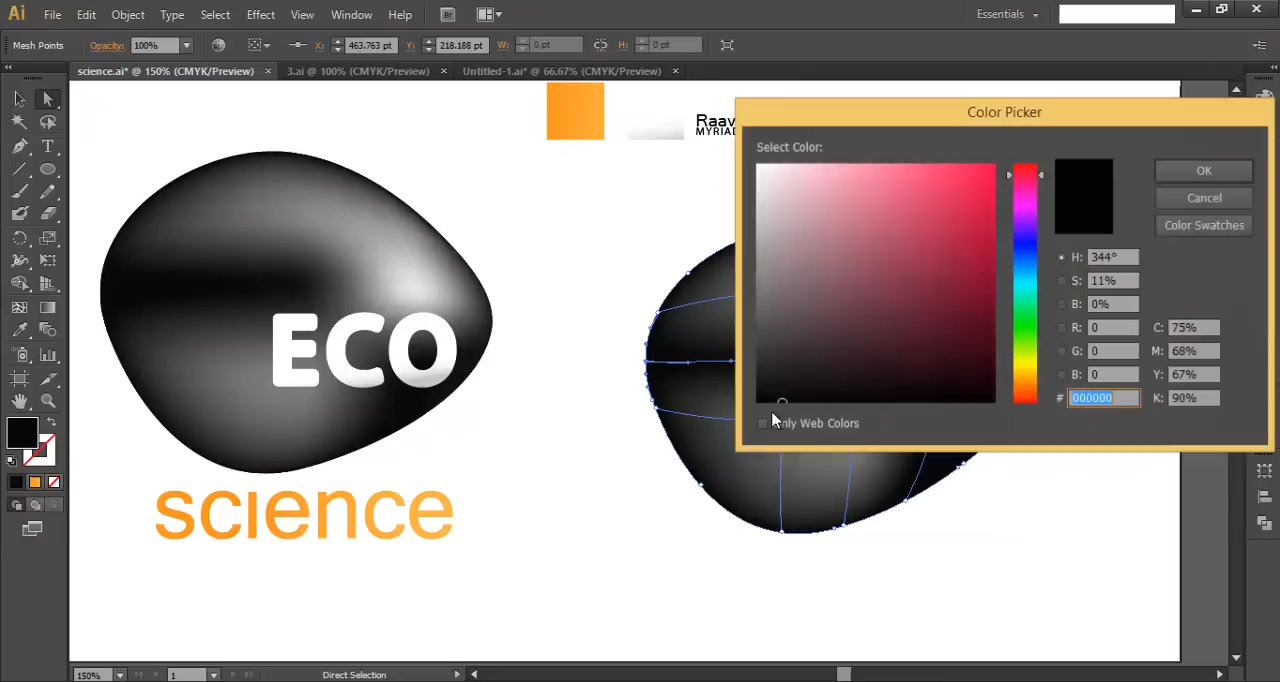 Ai File Edit Object Type Select Effect View Window Help Br Essentials
Mesh Points Opacity: 100% X: 463.763 pt Y: 218.188 pt W: 0 pt H: 0 pt
science.ai* @ 150% (CMYK/Preview) × 3.ai @ 100% (CMYK/Preview) × Untitled-1.ai* @ 66.67% (CMYK/Preview) ×
Raav
MYRIAD
Color Picker
Select Color:
OK
Cancel
Color Swatches
H: 344°
S: 11%
B: 0%
R: 0 C: 75%
G: 0 M: 68%
B: 0 Y: 67%
# 000000 K: 90%
Only Web Colors
ECO
science
150% 1 Direct Selection